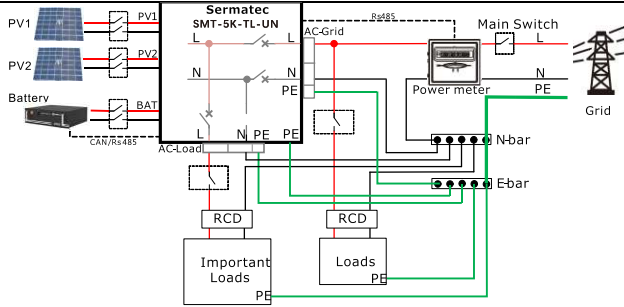 Sermatec
SMT-5K-TL-UN
PV1
PV1
PV2
PV2
Battery
BAT
CAN/Rs485
L
N
PE
AC-Grid
Rs485
Main Switch
L
N
PE
Power meter
Grid
L
N
PE
PE
AC-Load
N-bar
E-bar
RCD
RCD
Important
Loads
PE
Loads
PE